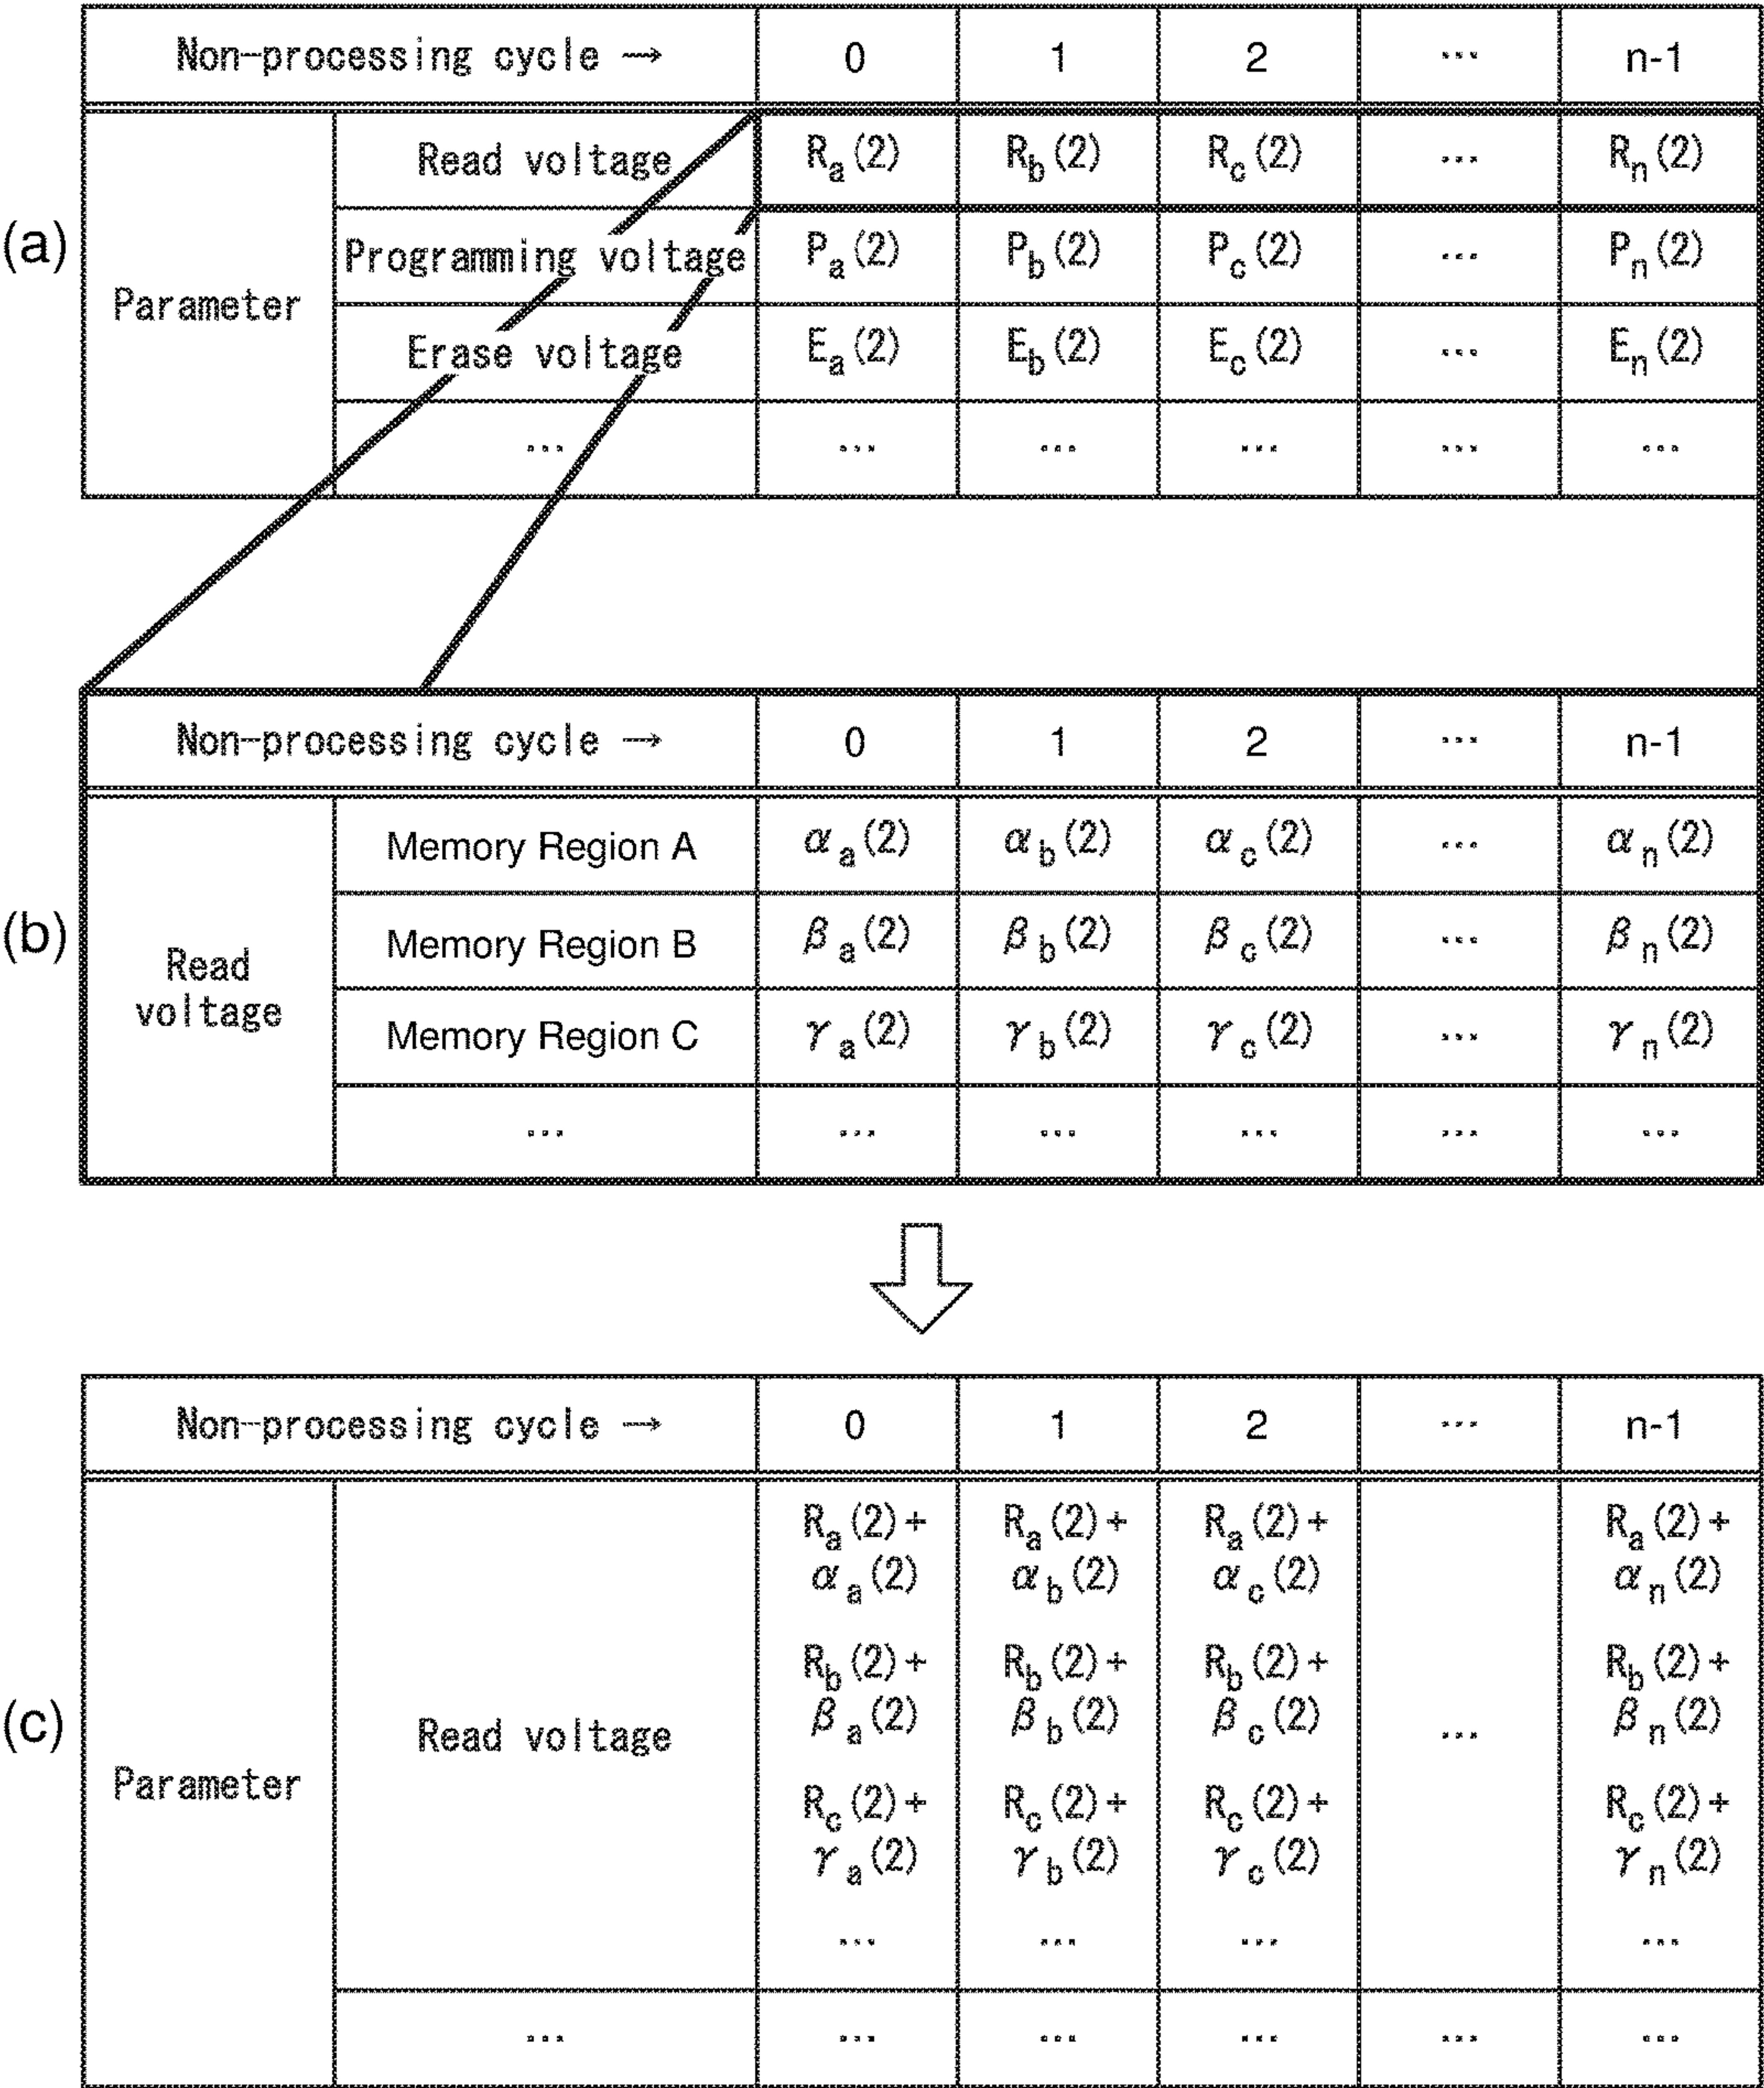 Non-processing cycle → 0 1 2 ... n-1
(a)
Parameter
Read voltage Ra(2) Rb(2) Rc(2) ... Rn(2)
Programming voltage Pa(2) Pb(2) Pc(2) ... Pn(2)
Erase voltage Ea(2) Eb(2) Ec(2) ... En(2)
... ... ... ... ... ...
Non-processing cycle → 0 1 2 ... n-1
(b)
Read
voltage
Memory Region A αa(2) αb(2) αc(2) ... αn(2)
Memory Region B βa(2) βb(2) βc(2) ... βn(2)
Memory Region C γa(2) γb(2) γc(2) ... γn(2)
... ... ... ... ... ...
Non-processing cycle → 0 1 2 ... n-1
(c)
Parameter
Read voltage
Ra(2)+ Ra(2)+ Ra(2)+ Ra(2)+
αa(2) αb(2) αc(2) αn(2)
Rb(2)+ Rb(2)+ Rb(2)+ Rb(2)+
βa(2) βb(2) βc(2) ... βn(2)
Rc(2)+ Rc(2)+ Rc(2)+ Rc(2)+
γa(2) γb(2) γc(2) γn(2)
... ... ... ...
... ... ... ... ... ...